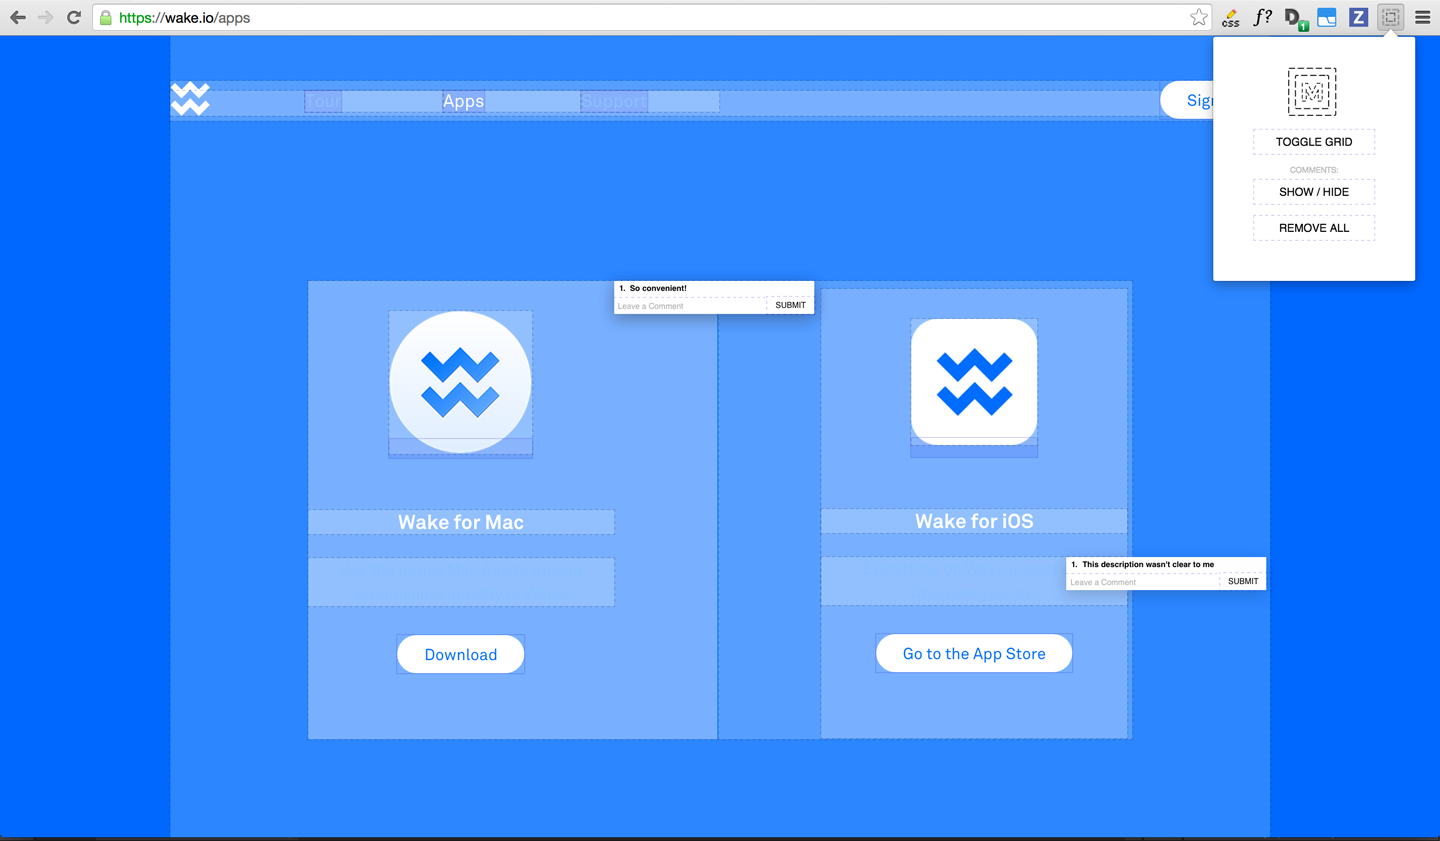 https://wake.io/apps
css
f?
D
1
Z
Tour
Apps
Support
Sig
M
TOGGLE GRID
COMMENTS:
SHOW / HIDE
REMOVE ALL
1. So convenient!
Leave a Comment
SUBMIT
Wake for Mac
Wake for iOS
1. This description wasn't clear to me
Leave a Comment
SUBMIT
Download
Go to the App Store